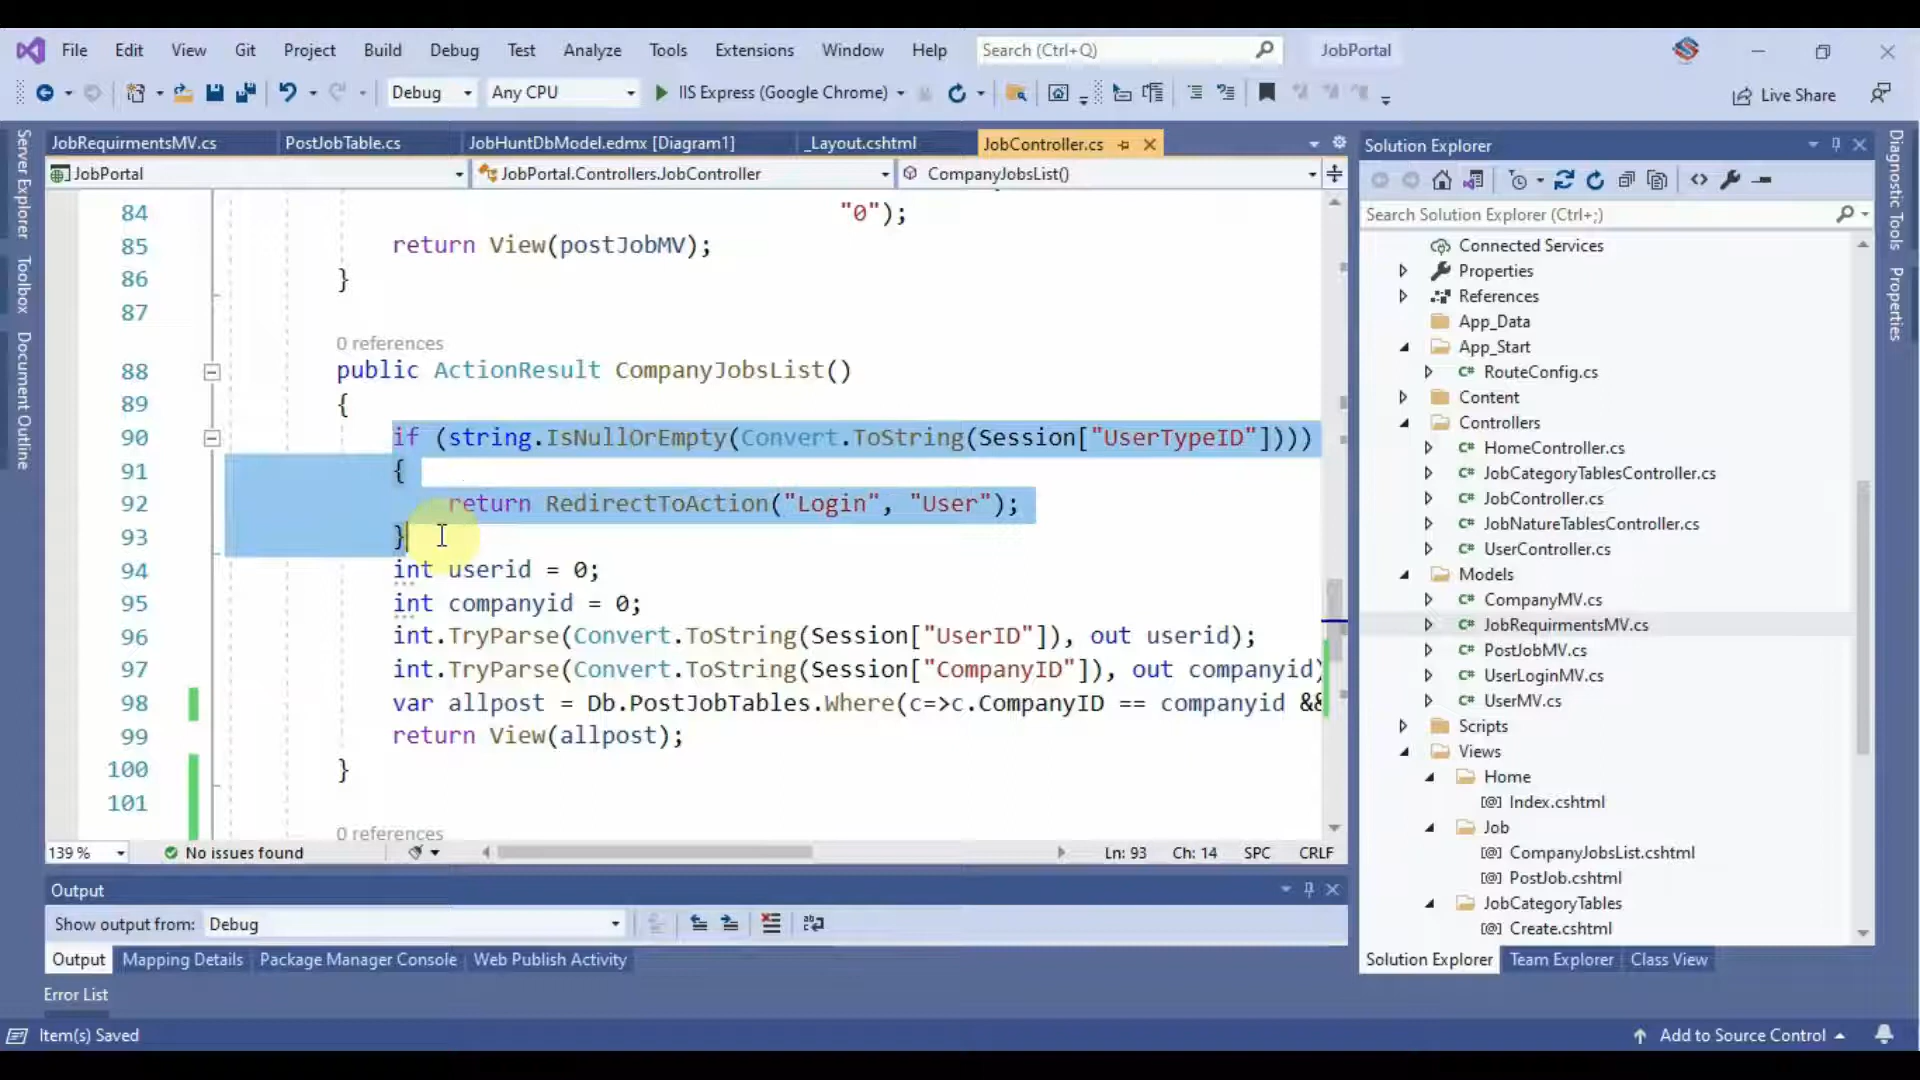 File Edit View Git Project Build Debug Test Analyze Tools Extensions Window Help Search (Ctrl+Q) JobPortal
Debug Any CPU IIS Express (Google Chrome) Live Share
JobRequirmentsMV.cs PostJobTable.cs JobHuntDbModel.edmx [Diagram1] _Layout.cshtml JobController.cs
JobPortal JobPortal.Controllers.JobController CompanyJobsList()
84 "0");
85 return View(postJobMV);
86 }
87
0 references
88 public ActionResult CompanyJobsList()
89 {
90 if (string.IsNullOrEmpty(Convert.ToString(Session["UserTypeID"])))
91 {
92 return RedirectToAction("Login", "User");
93 }
94 int userid = 0;
95 int companyid = 0;
96 int.TryParse(Convert.ToString(Session["UserID"]), out userid);
97 int.TryParse(Convert.ToString(Session["CompanyID"]), out companyid)
98 var allpost = Db.PostJobTables.Where(c=>c.CompanyID == companyid &&
99 return View(allpost);
100 }
101
0 references
139 % No issues found Ln: 93 Ch: 14 SPC CRLF
Output
Show output from: Debug
Output Mapping Details Package Manager Console Web Publish Activity
Error List
Item(s) Saved Add to Source Control
Server Explorer
Toolbox
Document Outline
Solution Explorer
Search Solution Explorer (Ctrl+;)
Connected Services
Properties
References
App_Data
App_Start
C# RouteConfig.cs
Content
Controllers
C# HomeController.cs
C# JobCategoryTablesController.cs
C# JobController.cs
C# JobNatureTablesController.cs
C# UserController.cs
Models
C# CompanyMV.cs
C# JobRequirmentsMV.cs
C# PostJobMV.cs
C# UserLoginMV.cs
C# UserMV.cs
Scripts
Views
Home
[@] Index.cshtml
Job
[@] CompanyJobsList.cshtml
[@] PostJob.cshtml
JobCategoryTables
[@] Create.cshtml
Solution Explorer Team Explorer Class View
Diagnostic Tools
Properties